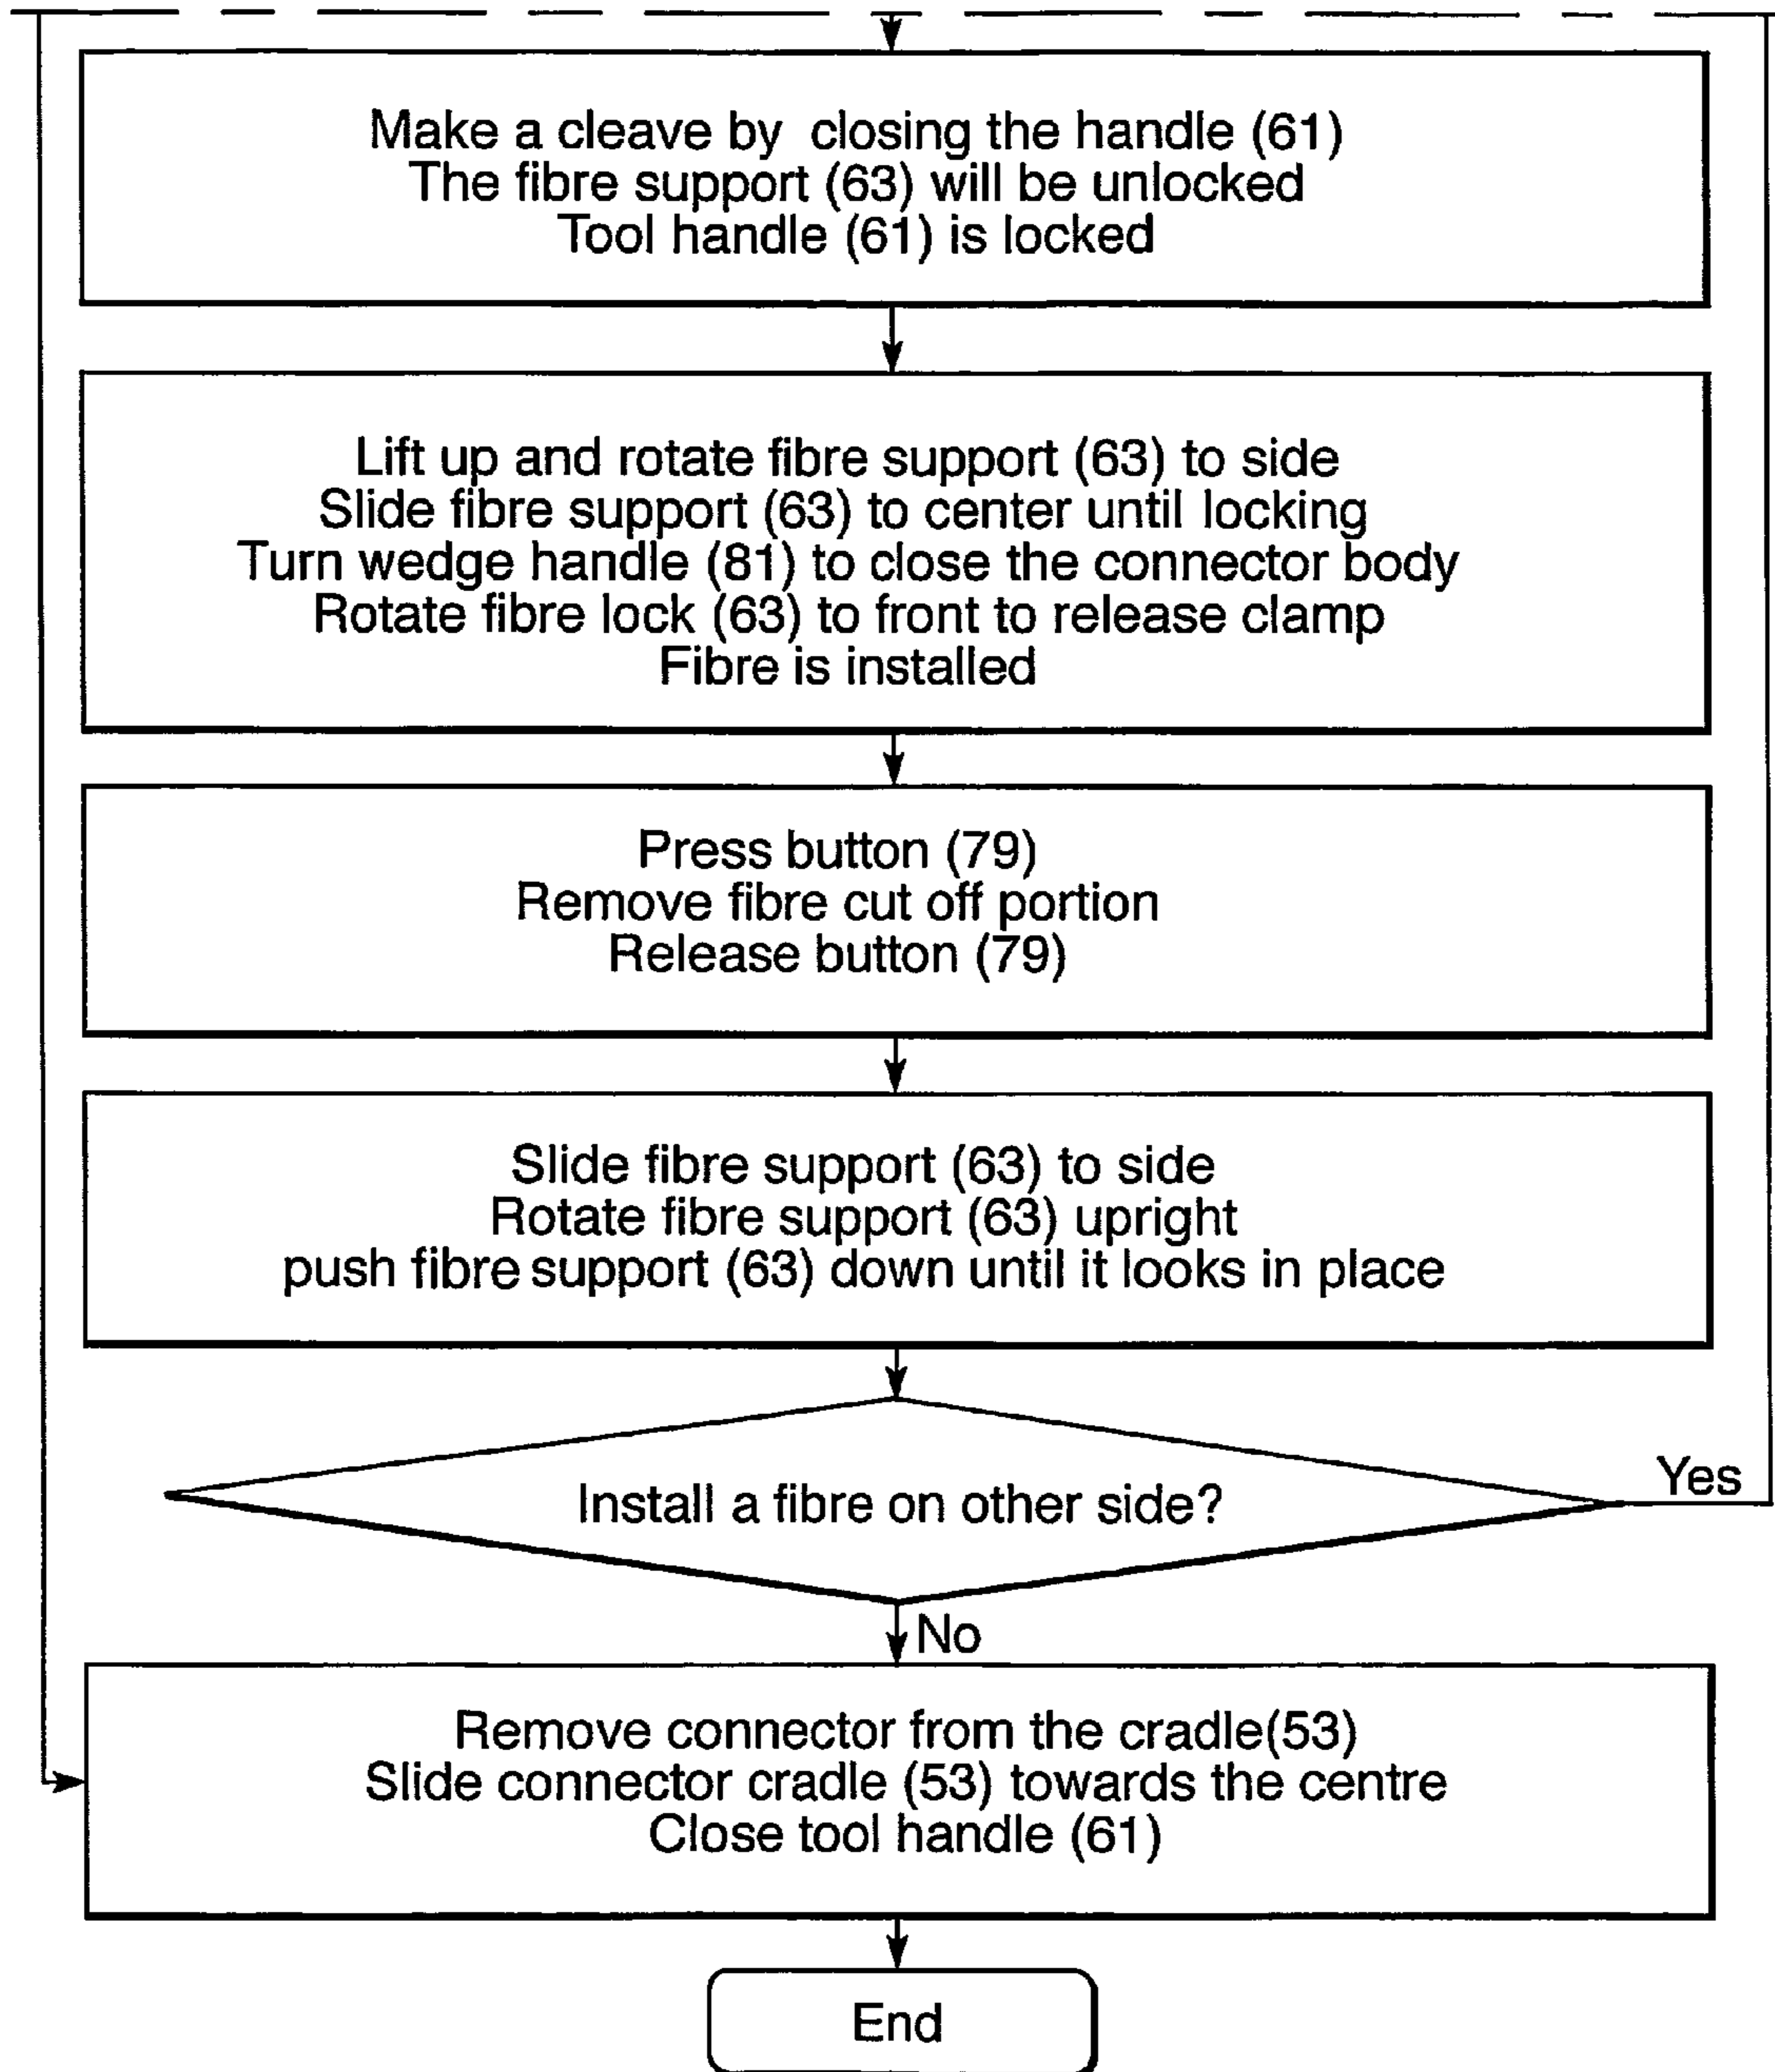 Make a cleave by closing the handle (61)
The fibre support (63) will be unlocked
Tool handle (61) is locked
Lift up and rotate fibre support (63) to side
Slide fibre support (63) to center until locking
Turn wedge handle (81) to close the connector body
Rotate fibre lock (63) to front to release clamp
Fibre is installed
Press button (79)
Remove fibre cut off portion
Release button (79)
Slide fibre support (63) to side
Rotate fibre support (63) upright
push fibre support (63) down until it looks in place
Install a fibre on other side?
Yes
No
Remove connector from the cradle(53)
Slide connector cradle (53) towards the centre
Close tool handle (61)
End